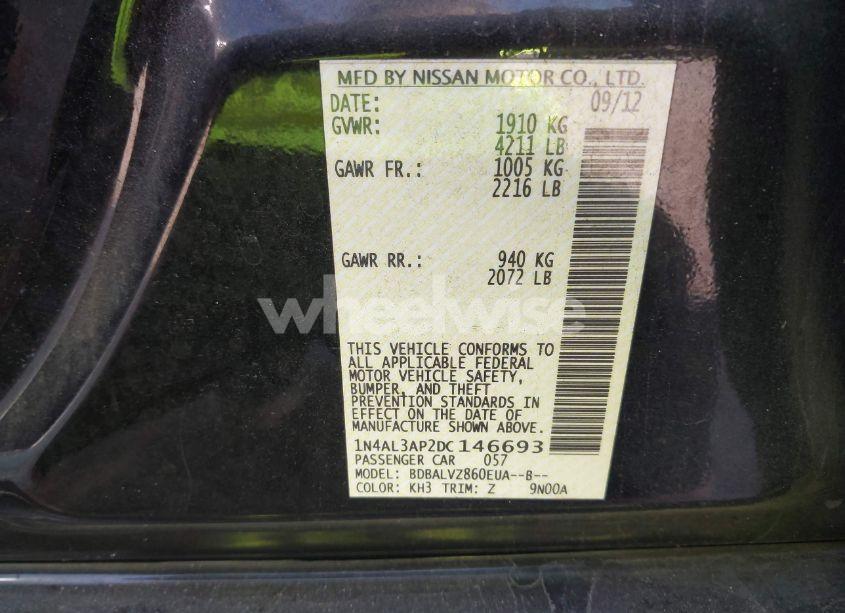 MFD BY NISSAN MOTOR CO., LTD.
DATE: 09/12
GVWR: 1910 KG
4211 LB
GAWR FR.: 1005 KG
2216 LB
GAWR RR.: 940 KG
2072 LB
wheelwise
THIS VEHICLE CONFORMS TO
ALL APPLICABLE FEDERAL
MOTOR VEHICLE SAFETY,
BUMPER, AND THEFT
PREVENTION STANDARDS IN
EFFECT ON THE DATE OF
MANUFACTURE SHOWN ABOVE.
1N4AL3AP2DC146693
PASSENGER CAR 057
MODEL: BDBALVZ860EUA--B--
COLOR: KH3 TRIM: Z 9N00A